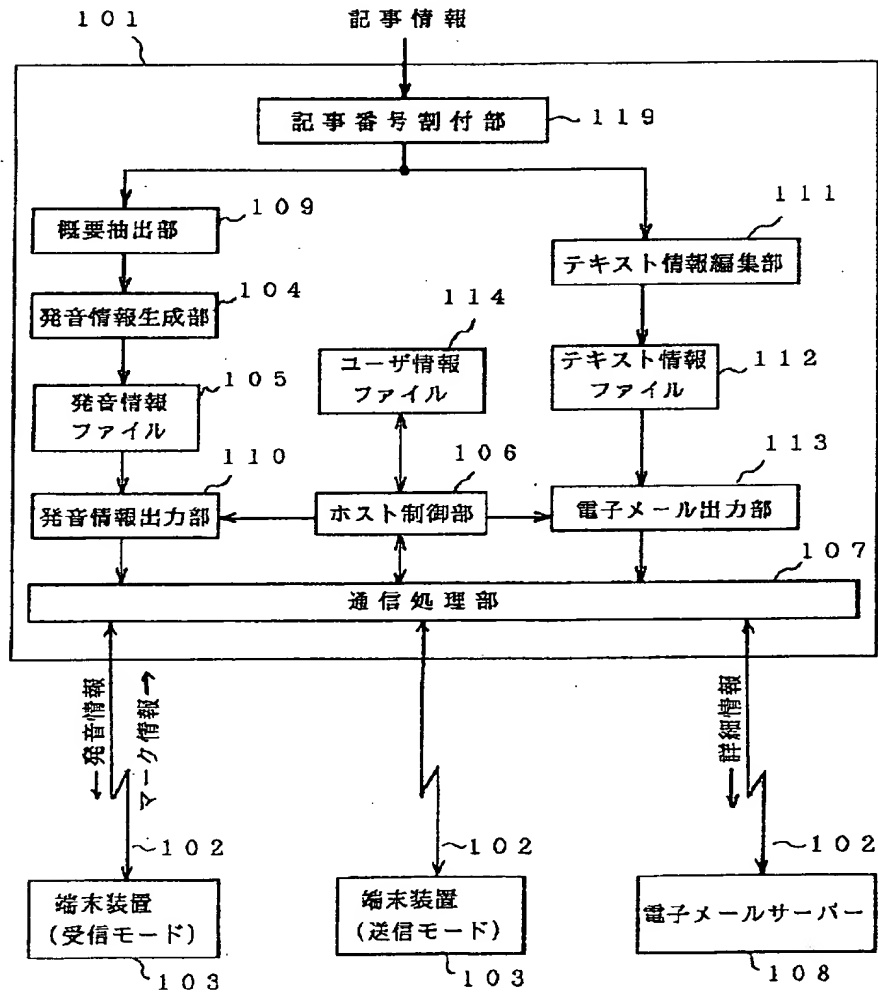 101
記事情報
記事番号割付部
119
概要抽出部
109
111
テキスト情報編集部
発音情報生成部
104
114
ユーザ情報
ファイル
テキスト情報
ファイル
112
発音情報
ファイル
105
110
106
113
発音情報出力部
ホスト制御部
電子メール出力部
107
通信処理部
←発音情報
マーク情報→
←詳細情報
102
102
102
端末装置
(受信モード)
103
端末装置
(送信モード)
103
電子メールサーバー
108